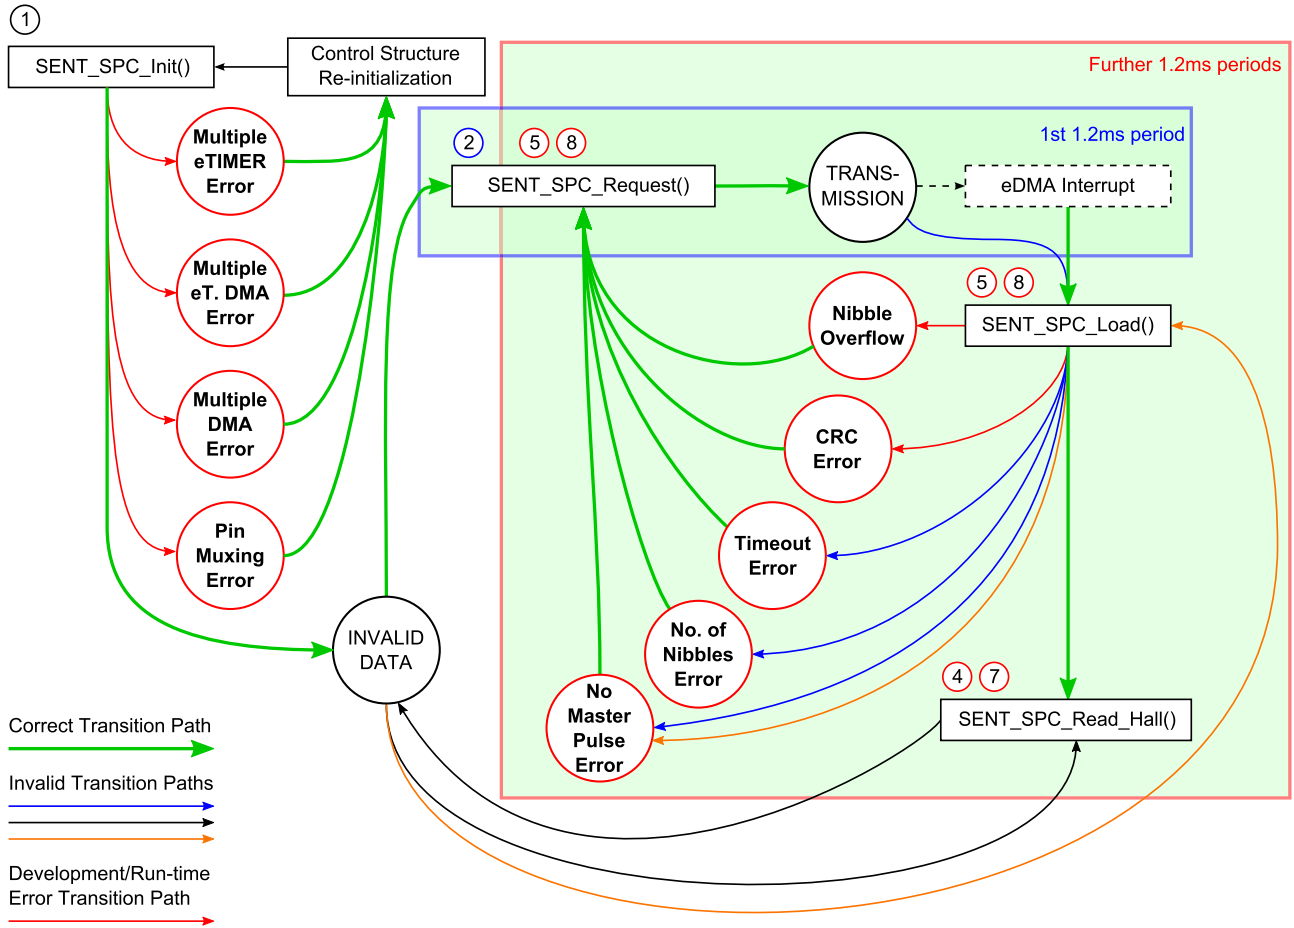 1
SENT_SPC_Init()
Control Structure
Re-initialization
Further 1.2ms periods
1st 1.2ms period
Multiple
eTIMER
Error
2
5
8
SENT_SPC_Request()
TRANS-
MISSION
eDMA Interrupt
Multiple
eT. DMA
Error
5
8
SENT_SPC_Load()
Nibble
Overflow
Multiple
DMA
Error
CRC
Error
Pin
Muxing
Error
Timeout
Error
INVALID
DATA
No. of
Nibbles
Error
No
Master
Pulse
Error
4
7
SENT_SPC_Read_Hall()
Correct Transition Path
Invalid Transition Paths
Development/Run-time
Error Transition Path